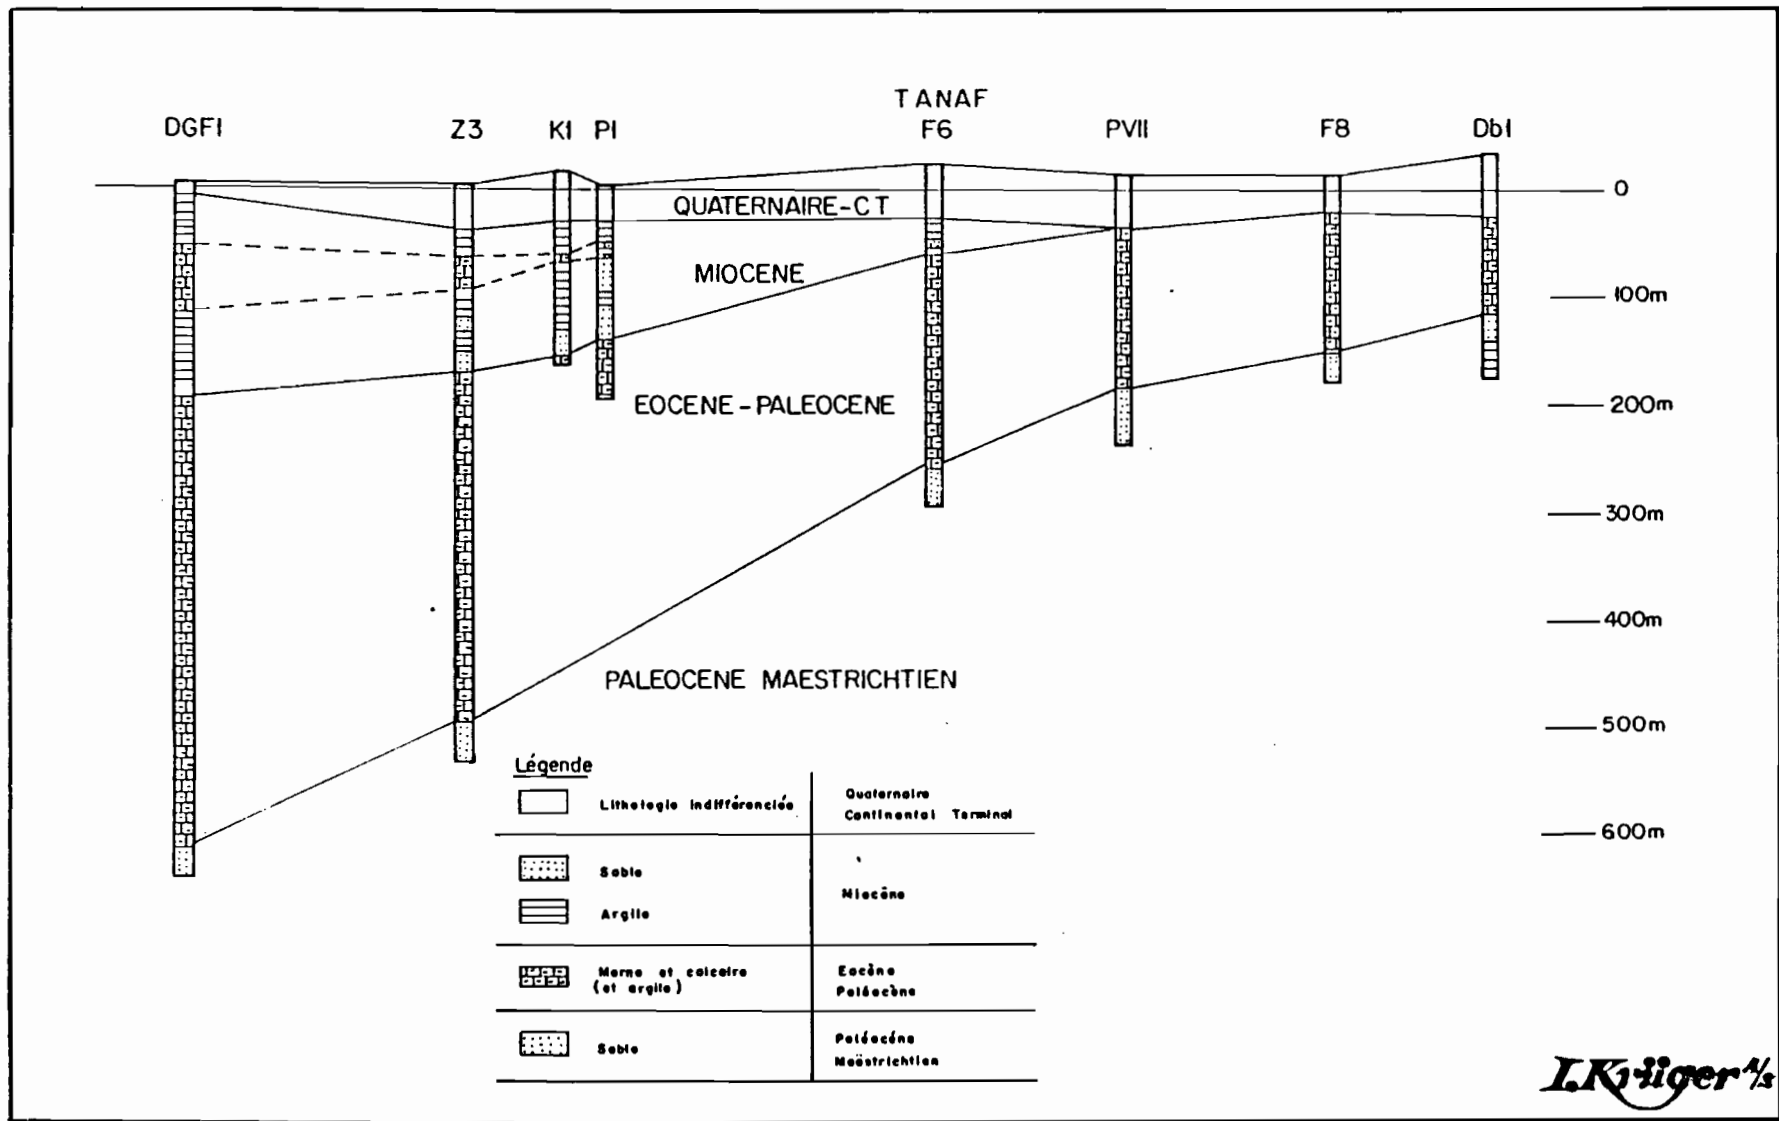 TANAF
DGF1 Z3 K1 P1 F6 PVII F8 Db1
0
QUATERNAIRE-CT
MIOCENE
100m
200m
EOCENE-PALEOCENE
300m
400m
PALEOCENE MAESTRICHTIEN
500m
600m
Légende
Lithologie indifférenciée
Quaternaire
Continental Terminal
Sable
Argile
Miocène
Marne et calcaire
(et argile)
Eocène
Paléocène
Sable
Paléocène
Maëstrichtien
I. Krüger A/S